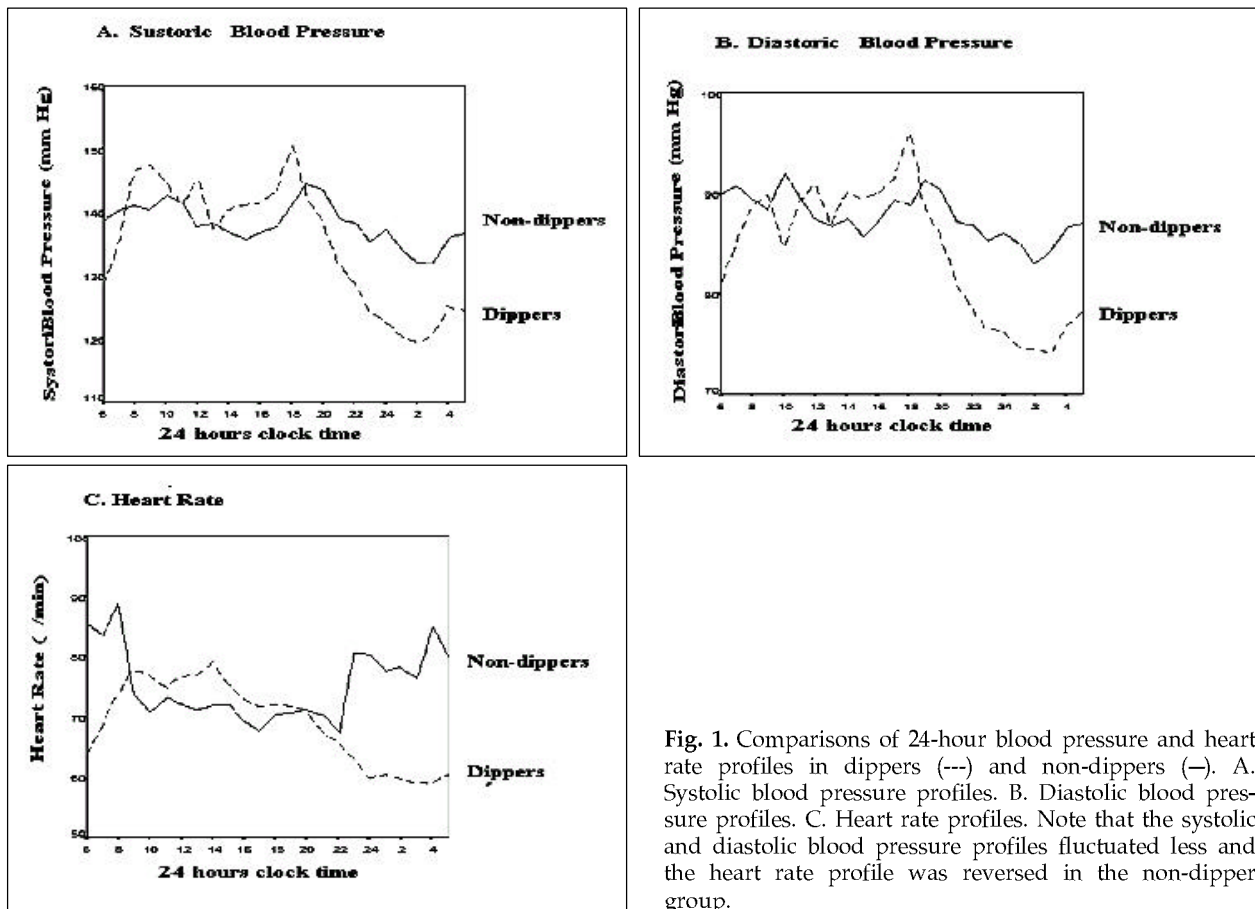 A. Sustoric Blood Pressure
SystoriBlood Pressure (mm Hg)
160
150
140
130
120
110
6 8 10 12 14 16 18 20 22 24 2 4
24 hours clock time
Non-dippers
Dippers
B. Diastoric Blood Pressure
DiastoriBlood Pressure (mm Hg)
100
90
80
70
24 hours clock time
Non-dippers
Dippers
C. Heart Rate
Heart Rate ( /min)
100
90
80
70
60
50
6 8 10 12 14 16 18 20 22 24 2 4
24 hours clock time
Non-dippers
Dippers
Fig. 1. Comparisons of 24-hour blood pressure and heart
rate profiles in dippers (---) and non-dippers (—). A.
Systolic blood pressure profiles. B. Diastolic blood pres-
sure profiles. C. Heart rate profiles. Note that the systolic
and diastolic blood pressure profiles fluctuated less and
the heart rate profile was reversed in the non-dipper
group.